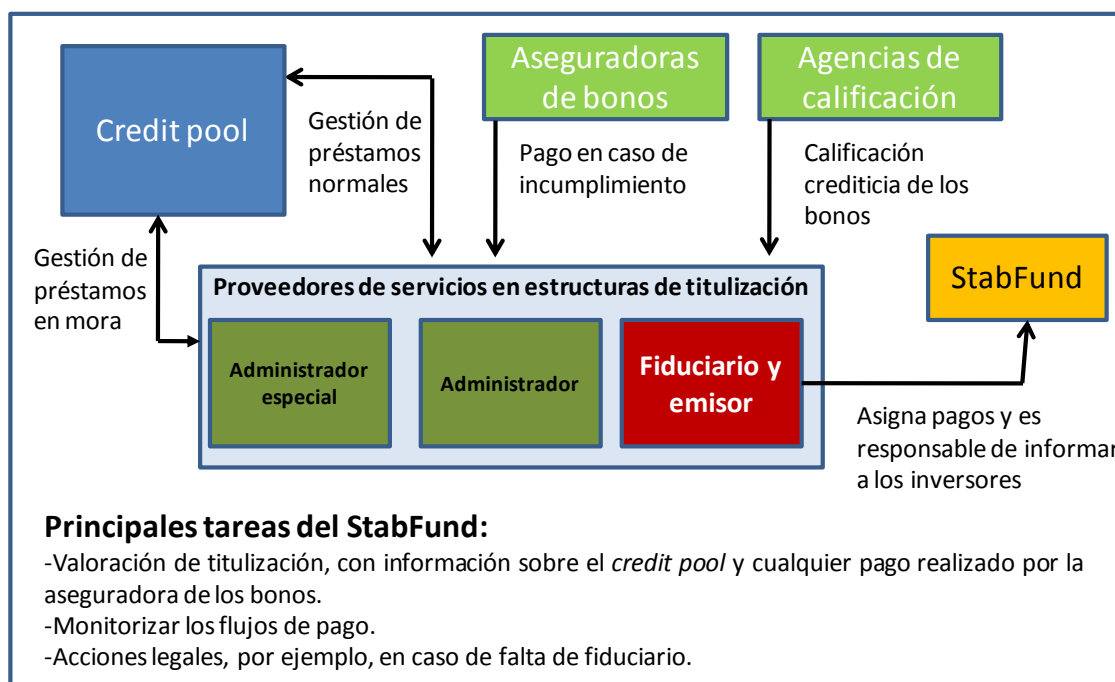 Credit pool
Gestión de
préstamos
normales
Aseguradoras
de bonos
Agencias de
calificación
Pago en caso de
incumplimiento
Calificación
crediticia de los
bonos
Gestión de
préstamos
en mora
StabFund
Proveedores de servicios en estructuras de titulización
Administrador
especial
Administrador
Fiduciario y
emisor
Asigna pagos y es
responsable de informar
a los inversores
Principales tareas del StabFund:
-Valoración de titulización, con información sobre el credit pool y cualquier pago realizado por la
aseguradora de los bonos.
-Monitorizar los flujos de pago.
-Acciones legales, por ejemplo, en caso de falta de fiduciario.